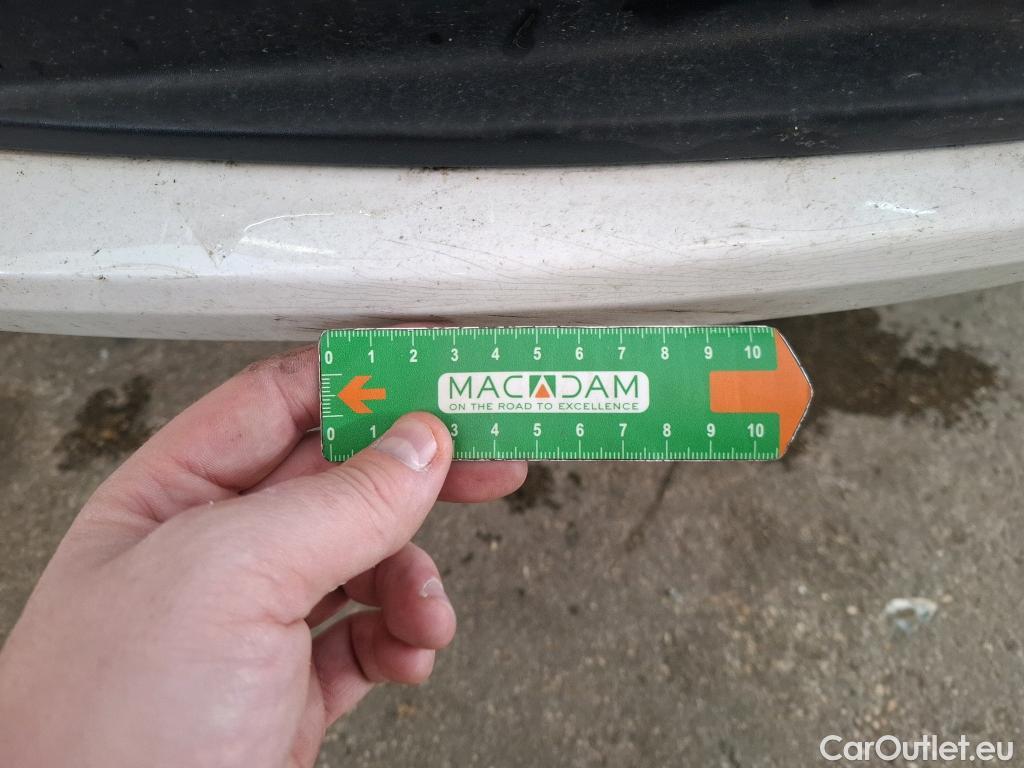 0 1 2 3 4 5 6 7 8 9 10
MACADAM
ON THE ROAD TO EXCELLENCE
0 1 3 4 5 6 7 8 9 10
CarOutlet.eu